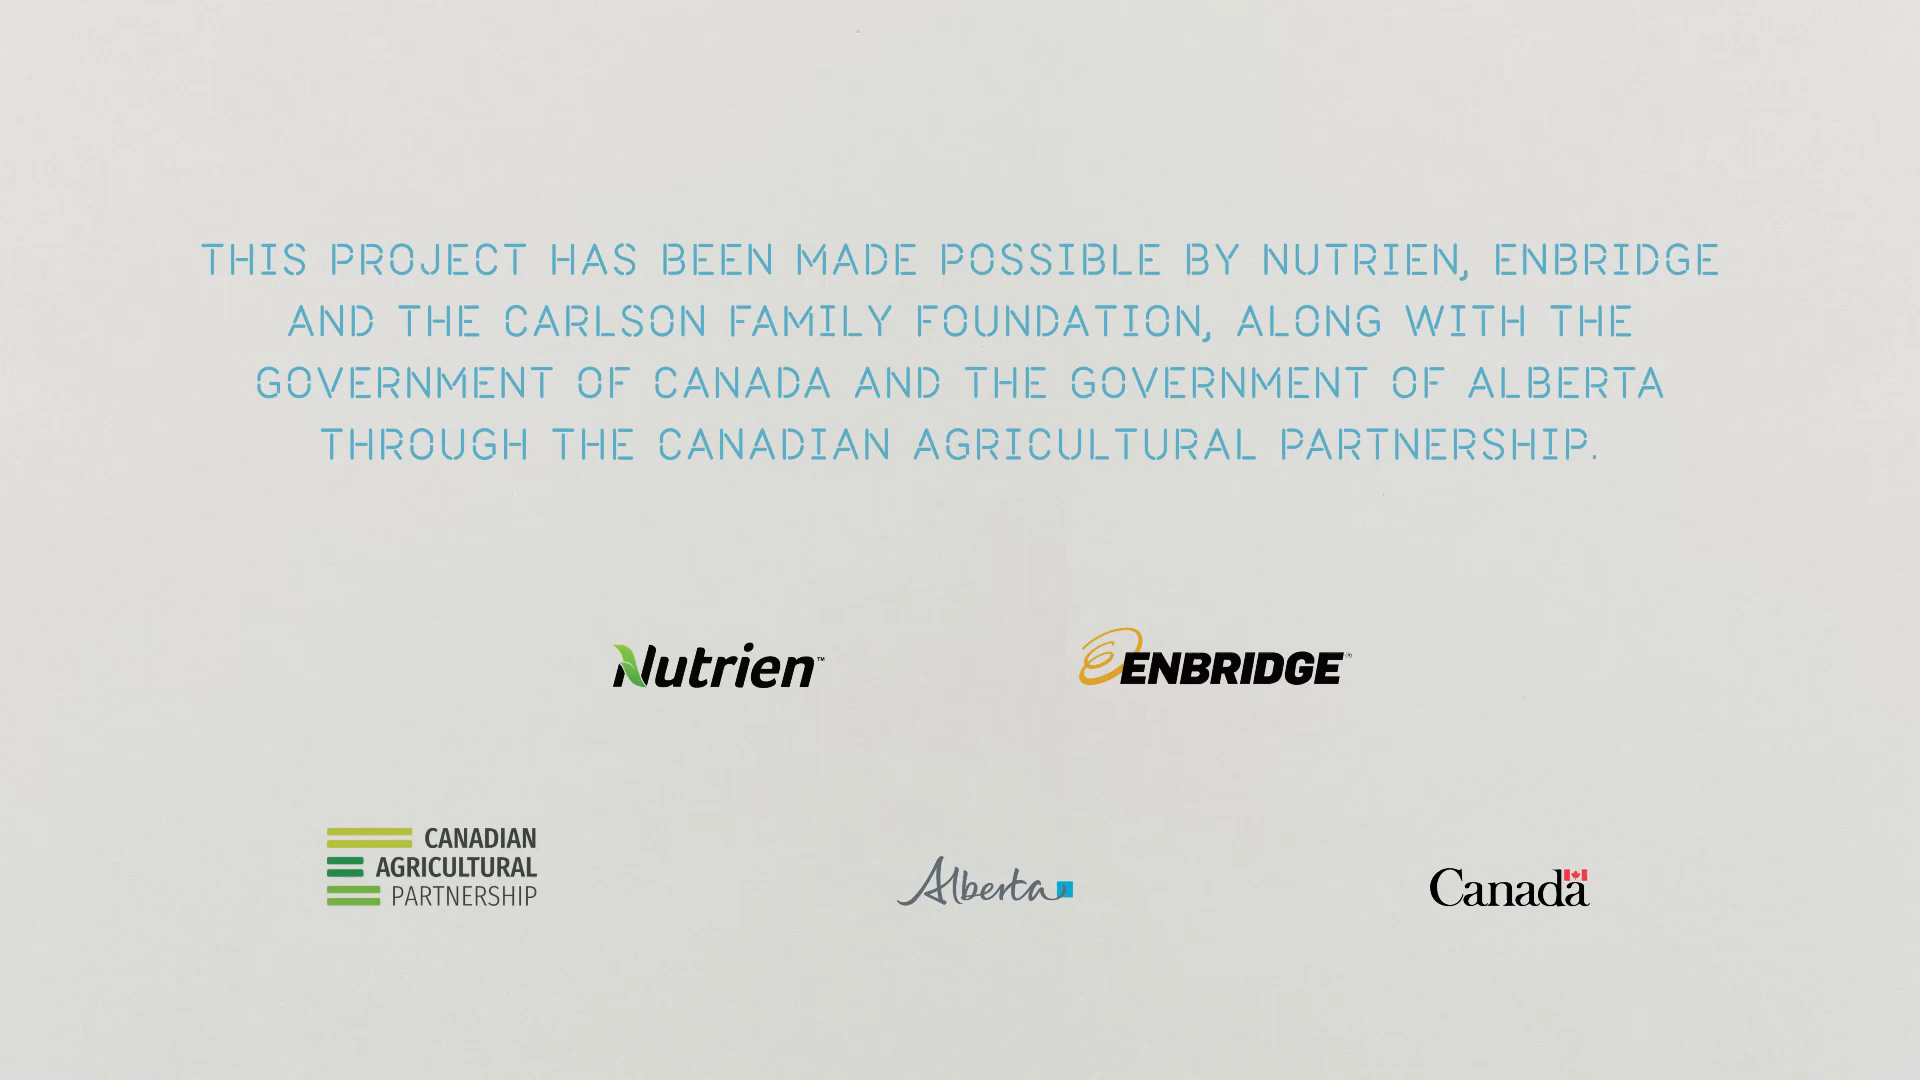 THIS PROJECT HAS BEEN MADE POSSIBLE BY NUTRIEN, ENBRIDGE
AND THE CARLSON FAMILY FOUNDATION, ALONG WITH THE
GOVERNMENT OF CANADA AND THE GOVERNMENT OF ALBERTA
THROUGH THE CANADIAN AGRICULTURAL PARTNERSHIP.
Nutrien™
ENBRIDGE®
CANADIAN
AGRICULTURAL
PARTNERSHIP
Alberta
Canada